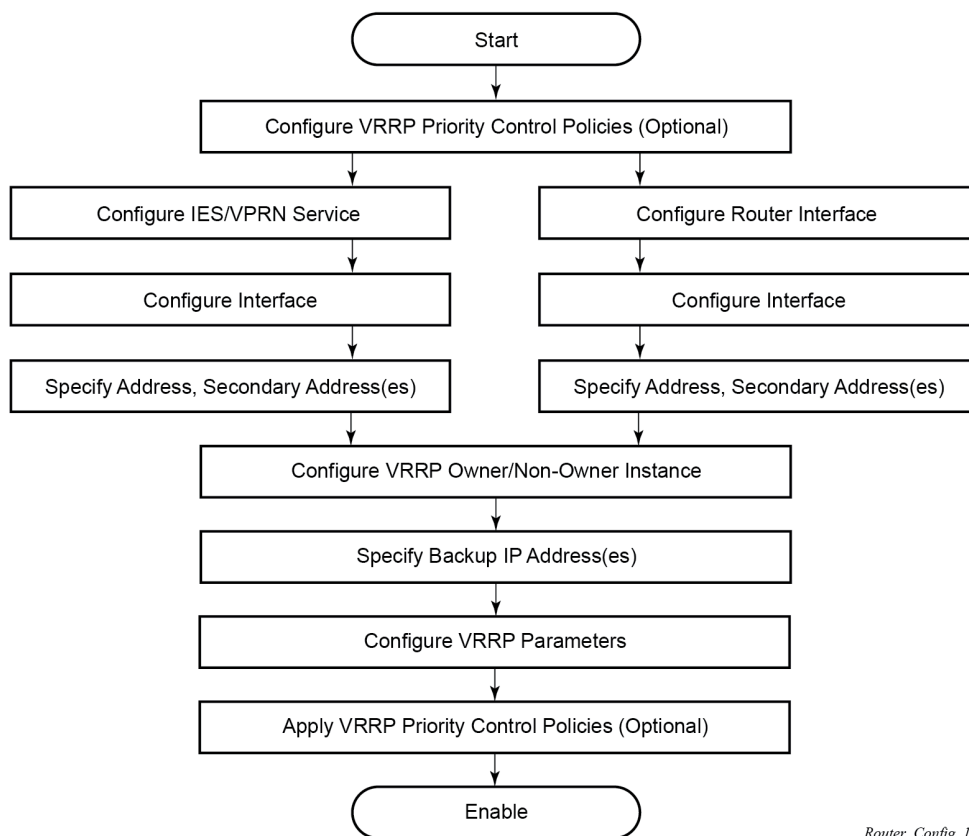 Start
Configure VRRP Priority Control Policies (Optional)
Configure IES/VPRN Service
Configure Router Interface
Configure Interface
Configure Interface
Specify Address, Secondary Address(es)
Specify Address, Secondary Address(es)
Configure VRRP Owner/Non-Owner Instance
Specify Backup IP Address(es)
Configure VRRP Parameters
Apply VRRP Priority Control Policies (Optional)
Enable
Router_Config_1